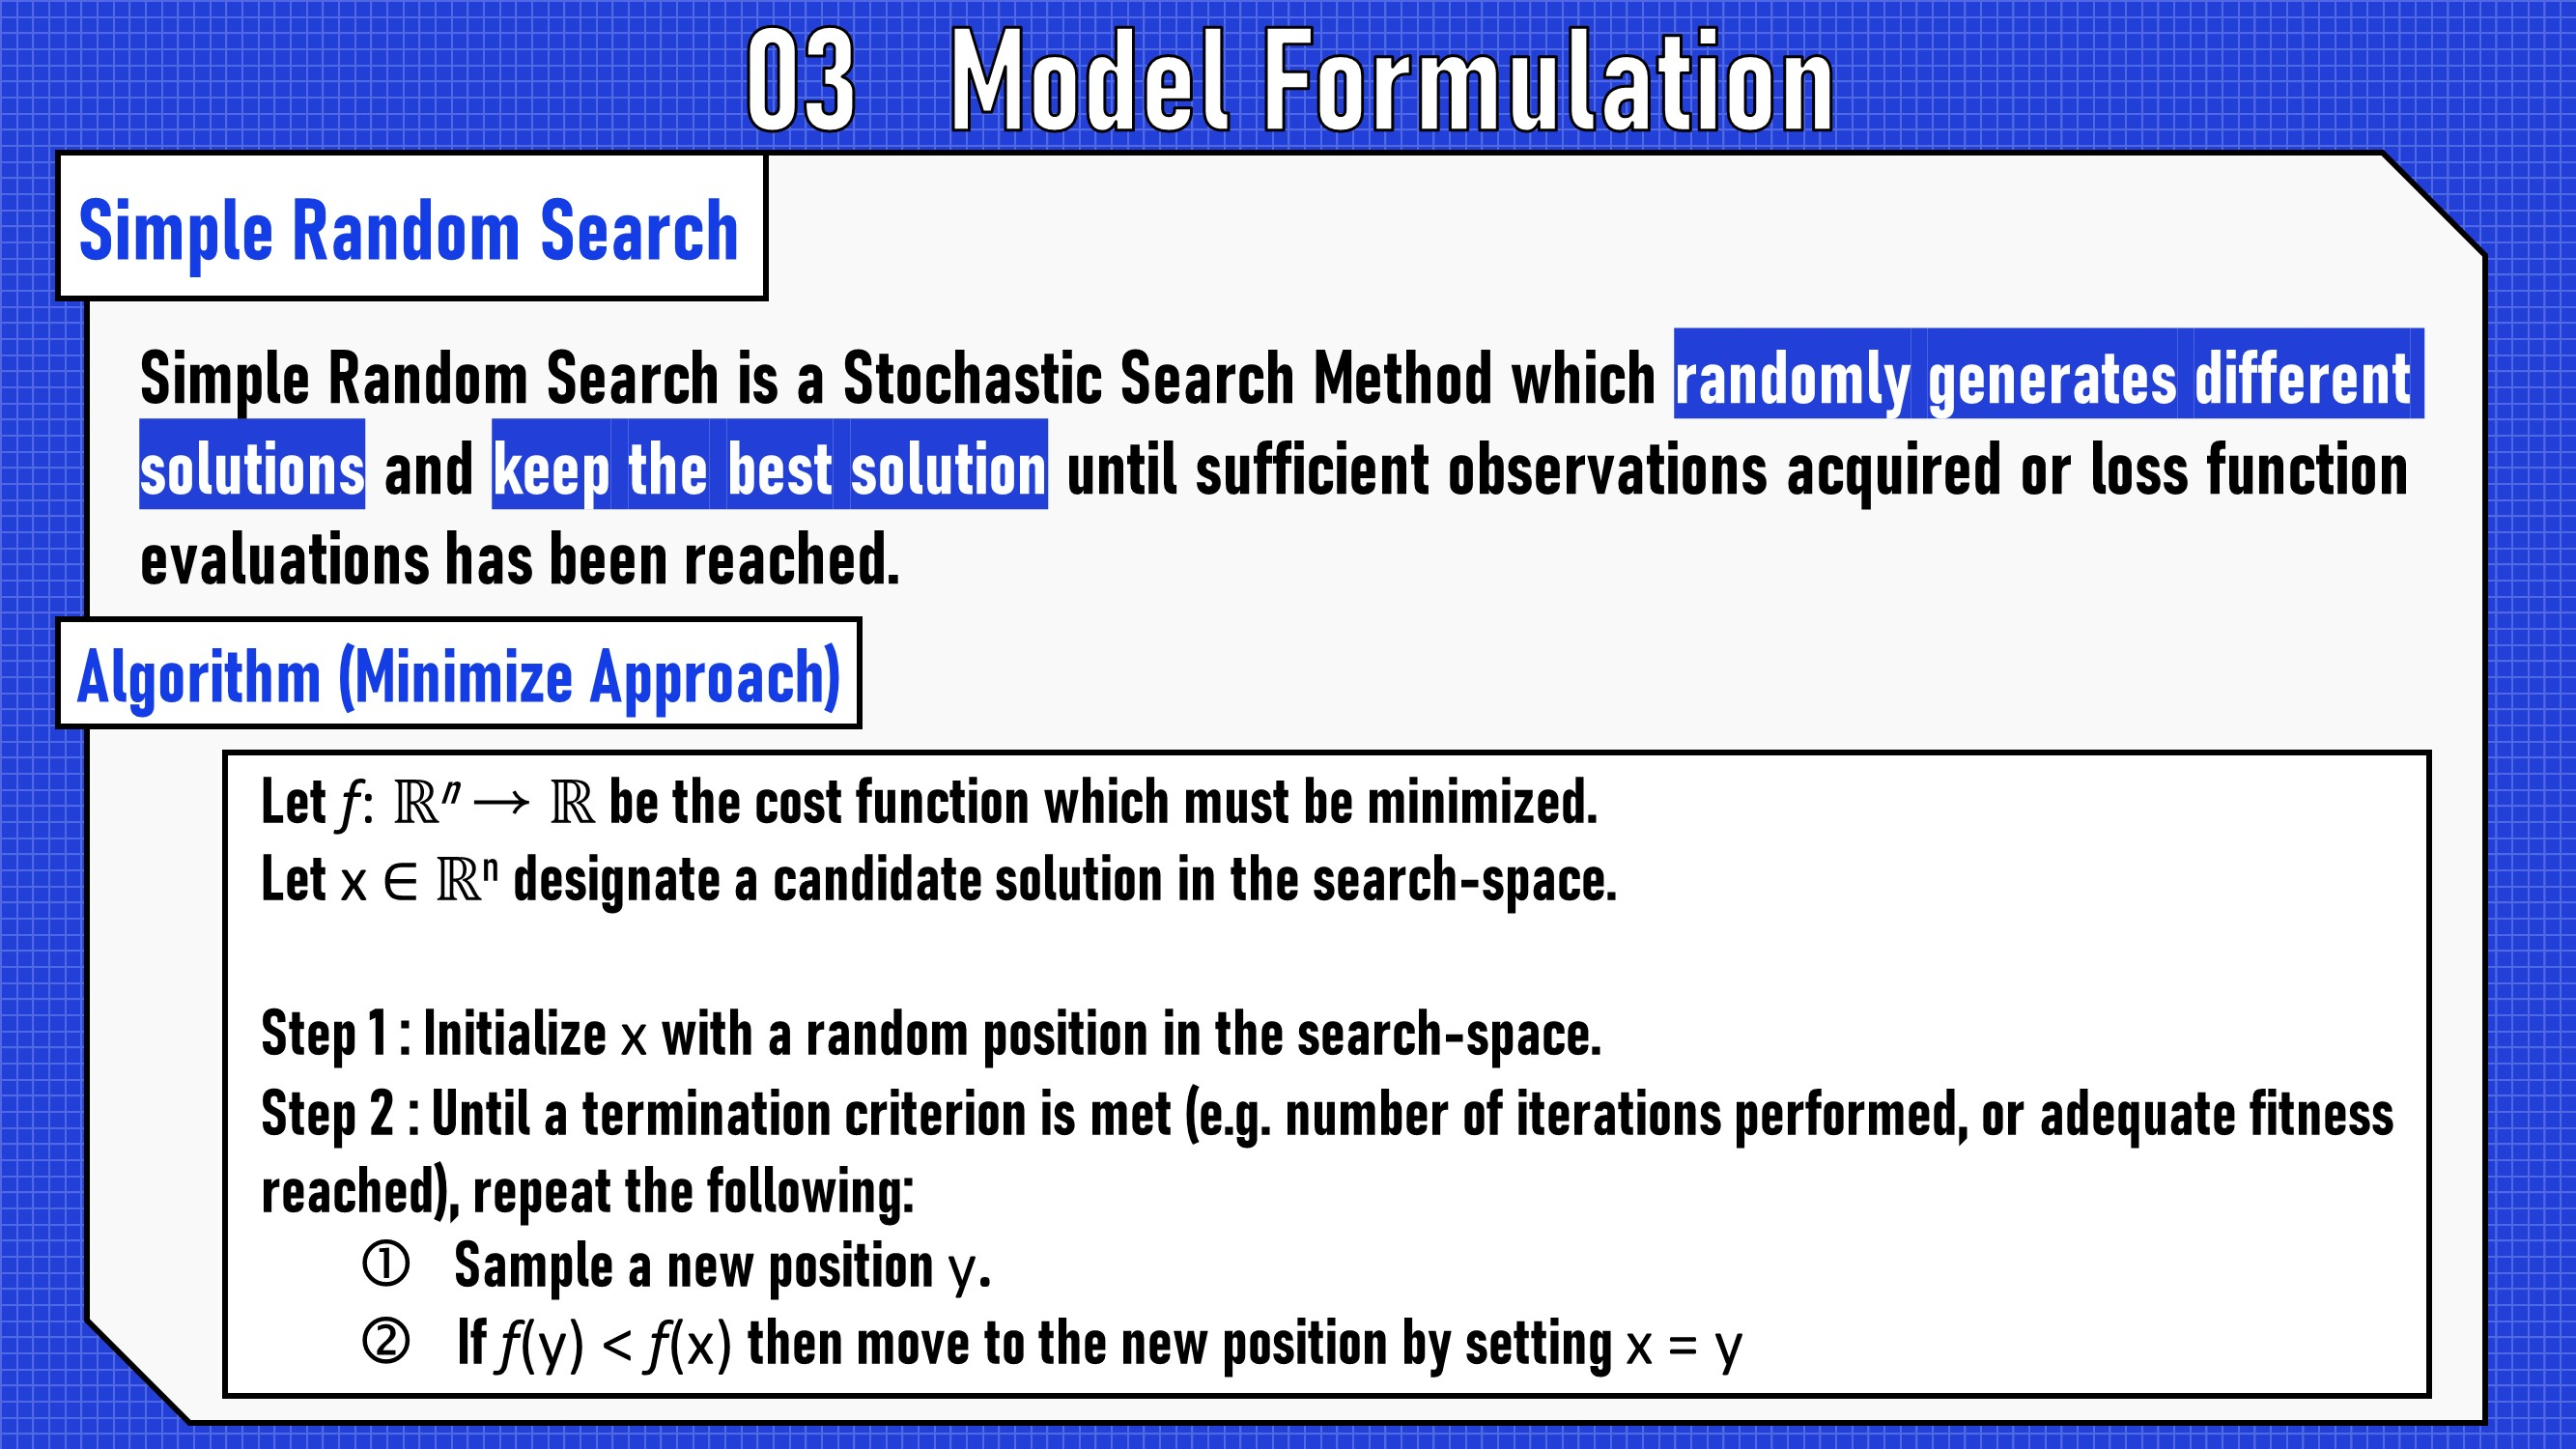 03 Model Formulation
Simple Random Search
Simple Random Search is a Stochastic Search Method which randomly generates different
solutions and keep the best solution until sufficient observations acquired or loss function
evaluations has been reached.
Algorithm (Minimize Approach)
Let f: ℝⁿ → ℝ be the cost function which must be minimized.
Let x ∈ ℝⁿ designate a candidate solution in the search-space.
Step 1 : Initialize x with a random position in the search-space.
Step 2 : Until a termination criterion is met (e.g. number of iterations performed, or adequate fitness
reached), repeat the following:
① Sample a new position y.
② If f(y) < f(x) then move to the new position by setting x = y